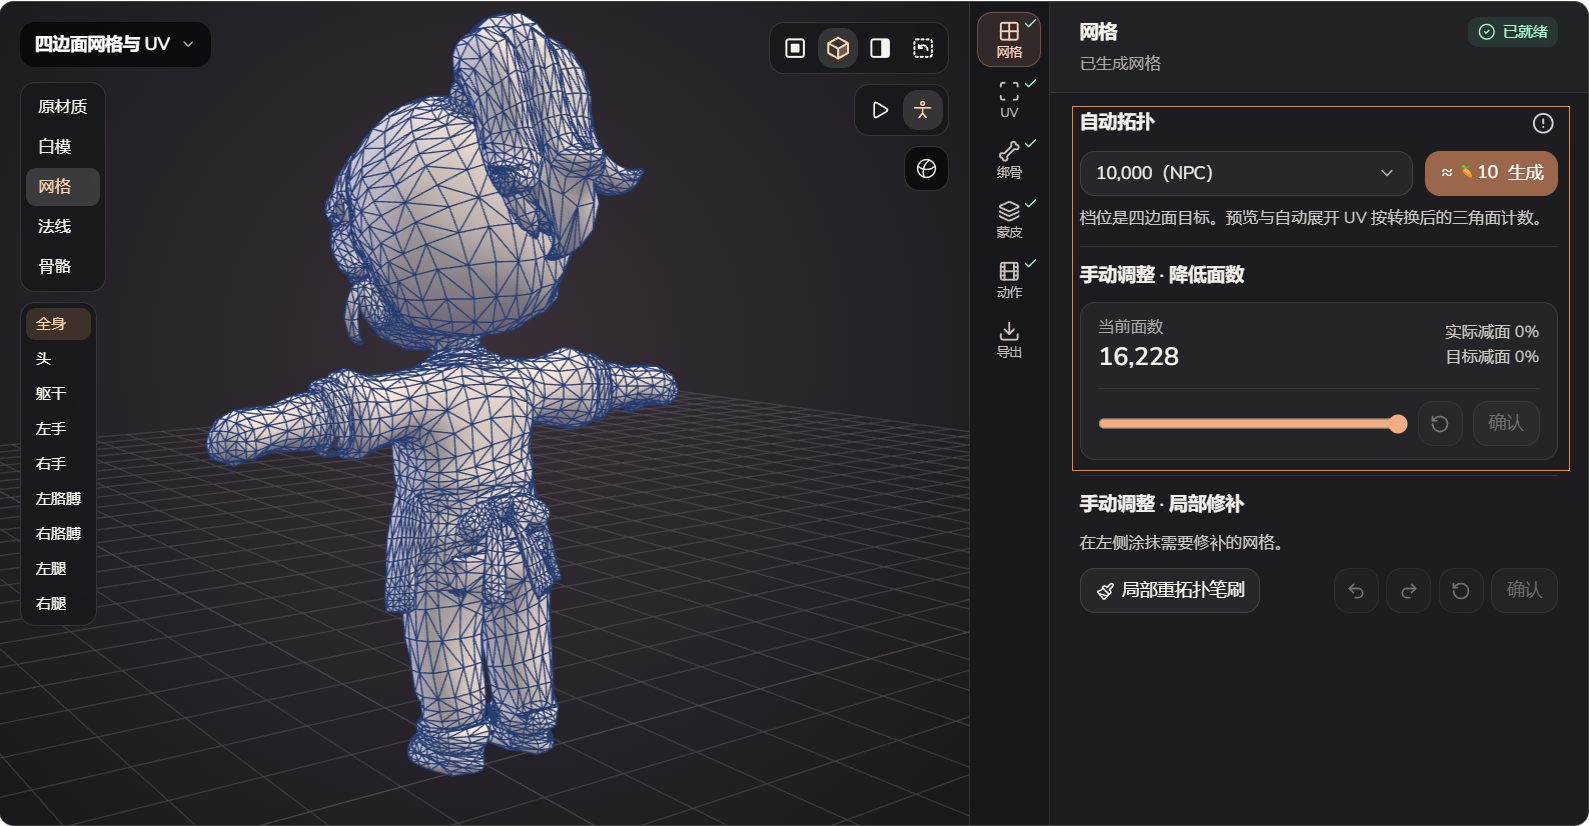 四边面网格与 UV
原材质
白模
网格
法线
骨骼
全身
头
躯干
左手
右手
左胳膊
右胳膊
左腿
右腿
网格
UV
绑骨
蒙皮
动作
导出
网格
已就绪
已生成网格
自动拓扑
10,000 (NPC)
≈ 10 生成
档位是四边面目标。预览与自动展开 UV 按转换后的三角面计数。
手动调整 · 降低面数
当前面数
16,228
实际减面 0%
目标减面 0%
确认
手动调整 · 局部修补
在左侧涂抹需要修补的网格。
局部重拓扑笔刷
确认